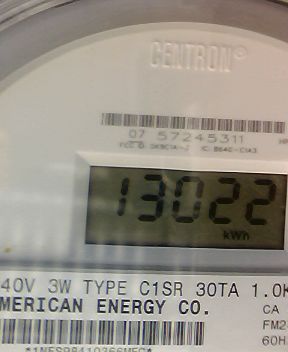 CENTRON®
07 57245311
13022
kWh
40V 3W TYPE C1SR 30TA 1.0K
MERICAN ENERGY CO.
CA
FM2
60H